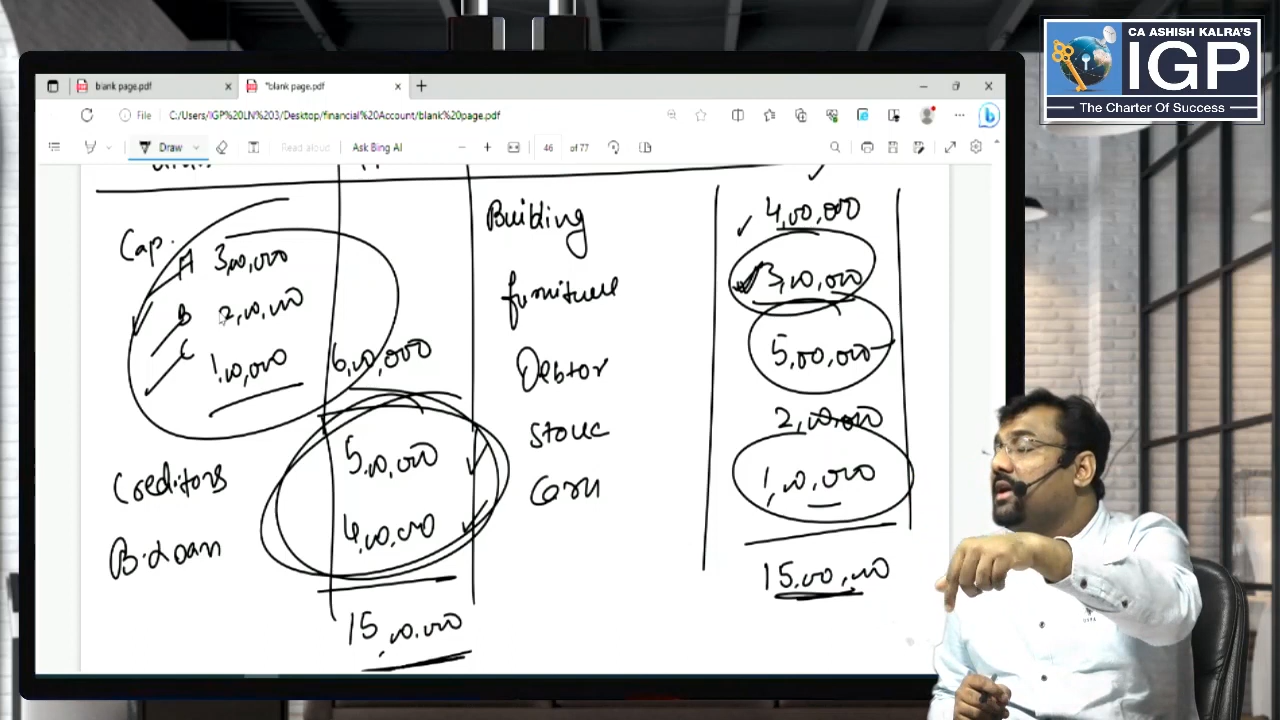 CA ASHISH KALRA'S
IGP
The Charter Of Success
blank page.pdf
*blank page.pdf
File
C:/Users/IGP%20LN%203/Desktop/financial%20Account/blank%20page.pdf
Draw
Read aloud
Ask Bing AI
46 of 77
Cap.
A 3,00,000
B 2,00,000
C 1,00,000 6,00,000
Creditors 5,00,000
B.Loan 4,00,000
15,00,000
Building 4,00,000
furniture 3,00,000
Debtor 5,00,000
Stock 2,00,000
Cash 1,00,000
15,00,000